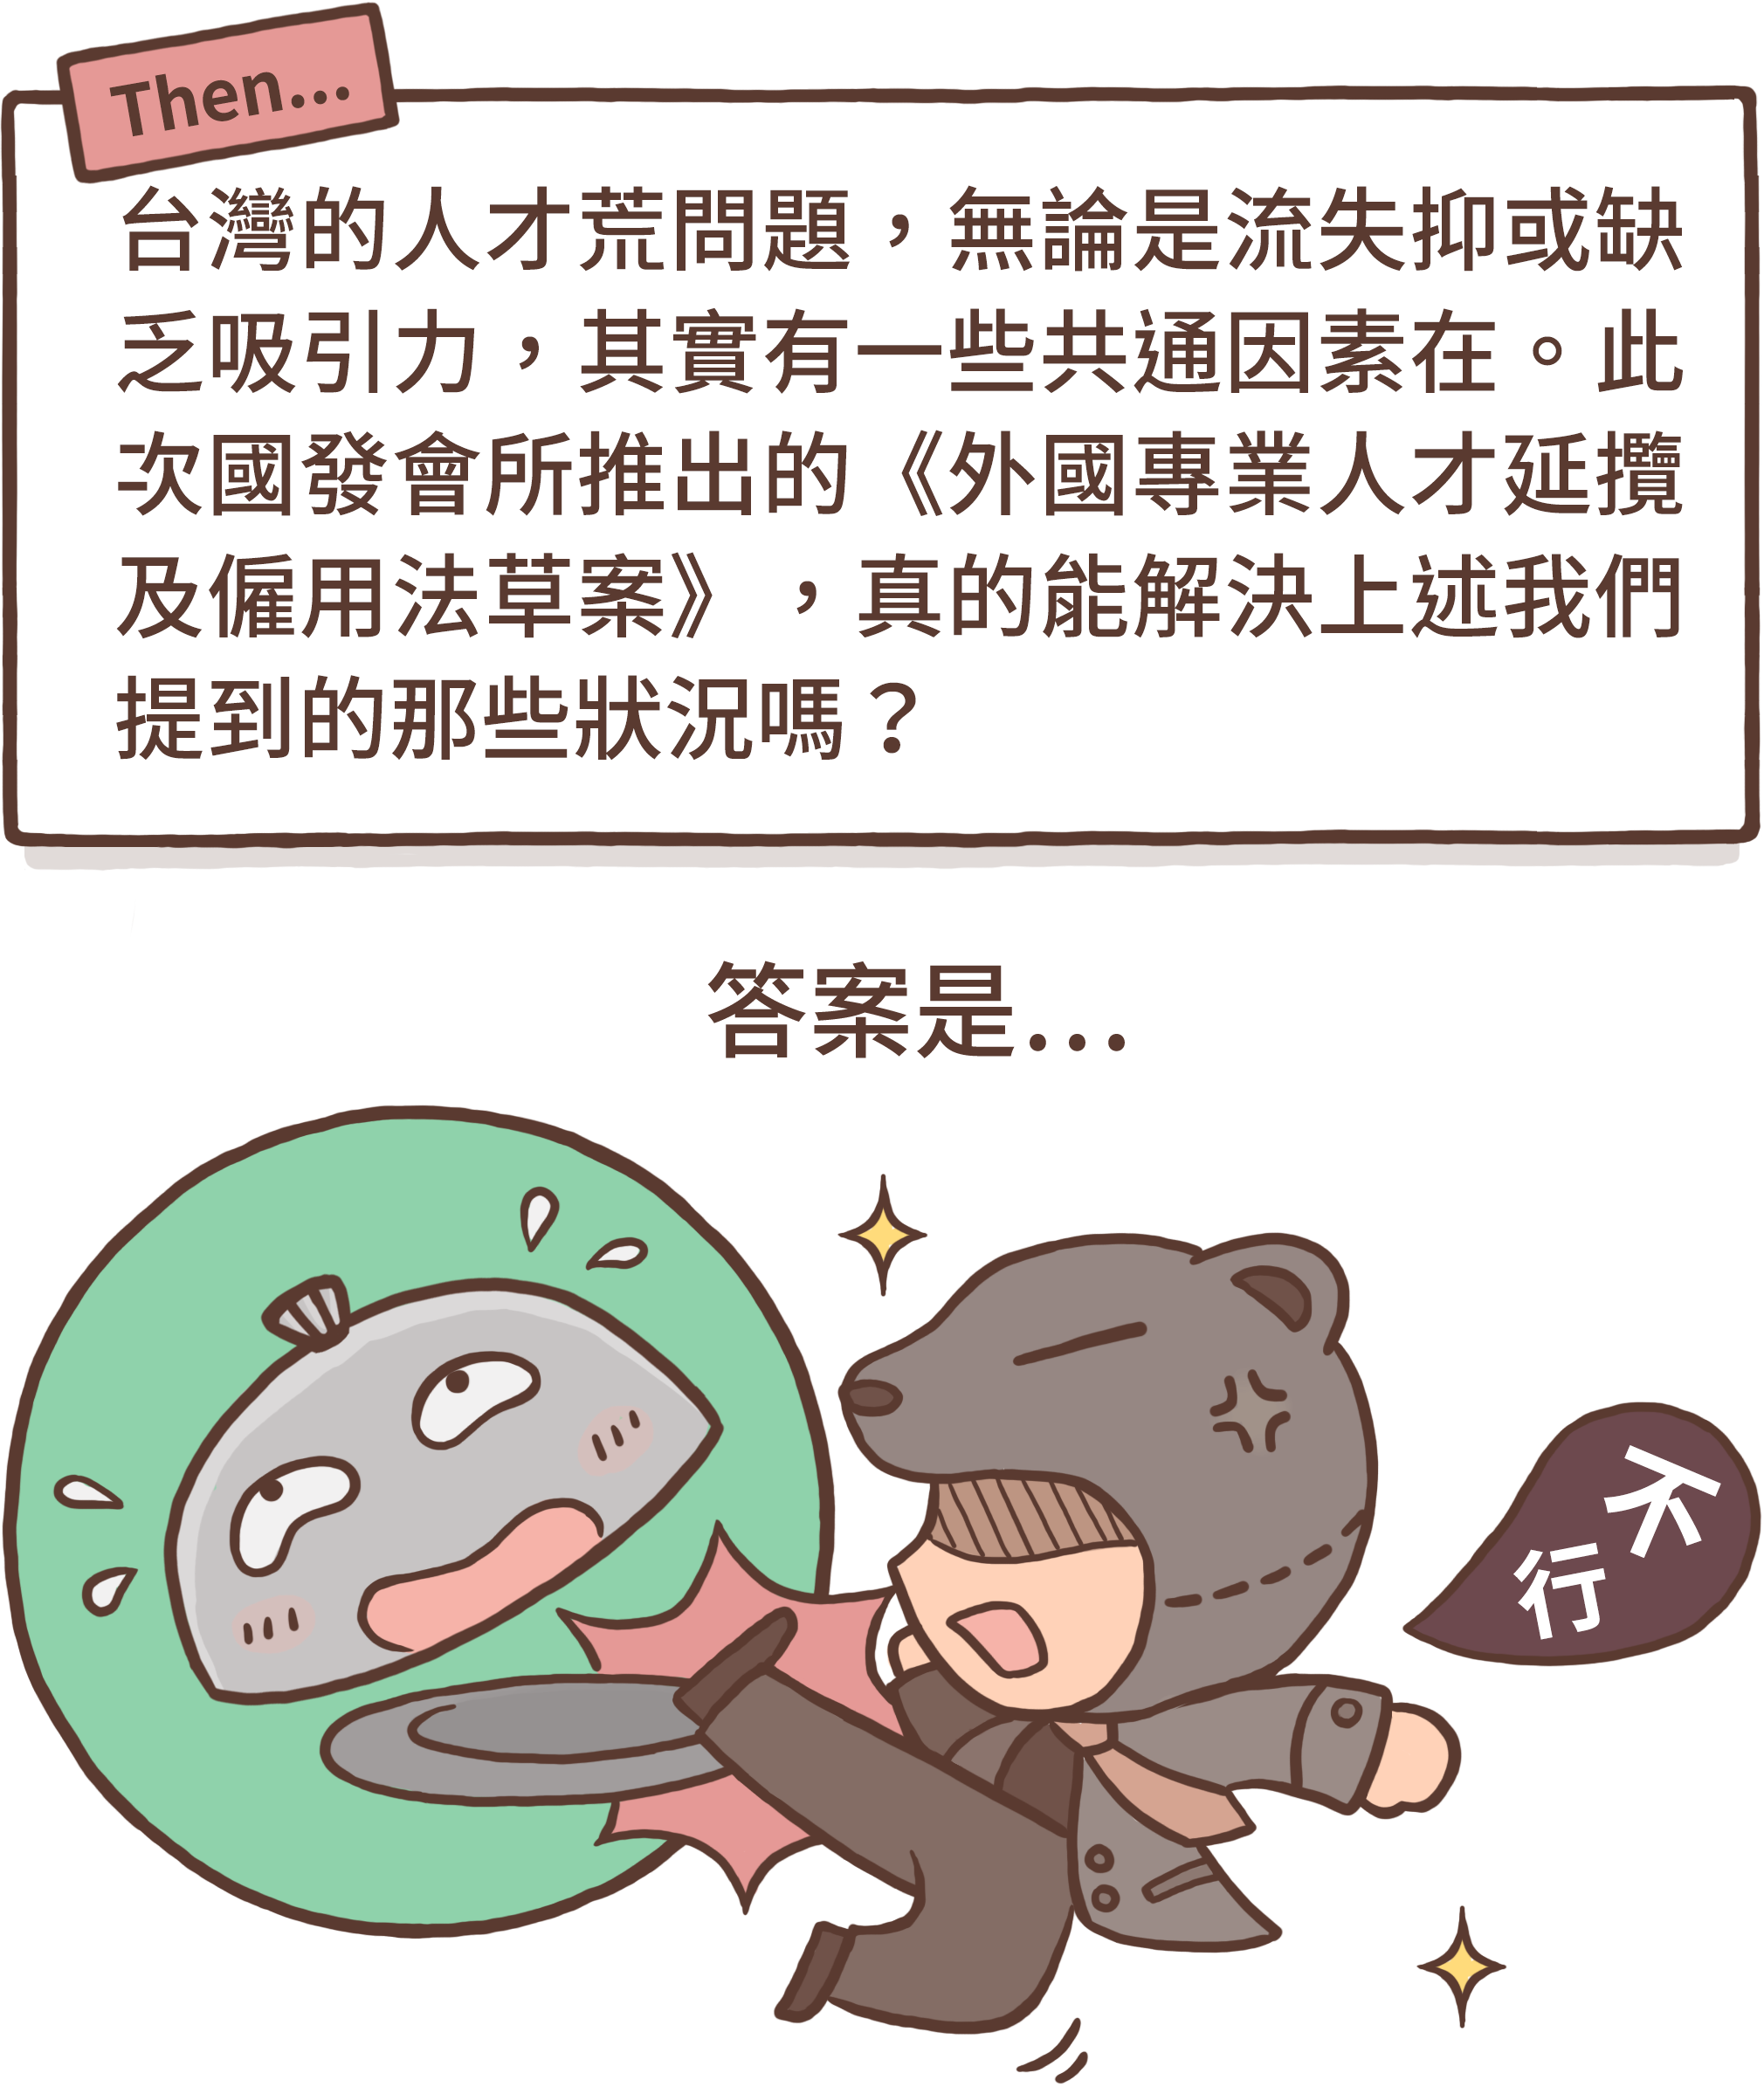 Then...
台灣的人才荒問題，無論是流失抑或缺
乏吸引力，其實有一些共通因素在。此
次國發會所推出的《外國專業人才延攬
及僱用法草案》，真的能解決上述我們
提到的那些狀況嗎？
答案是...
不行